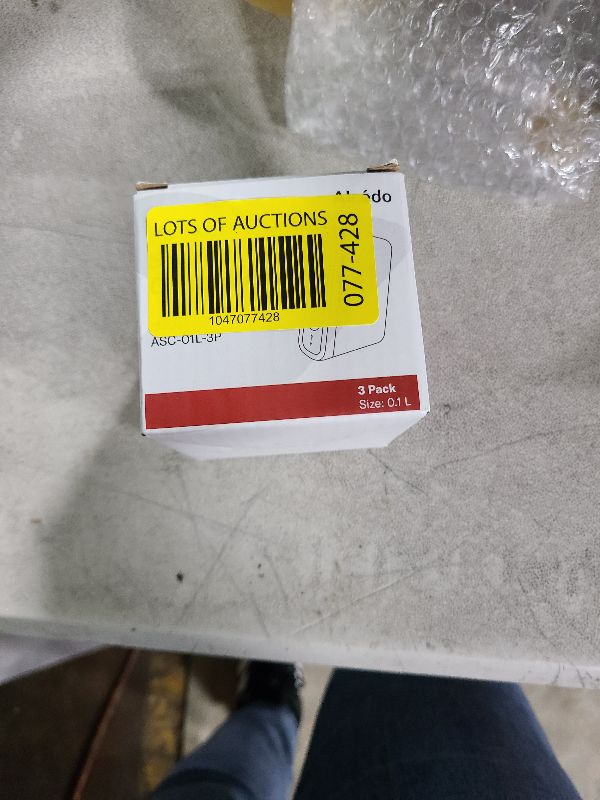 LOTS OF AUCTIONS
1047077428
077-428
ASC-01L-3P
3 Pack
Size: 0.1 L